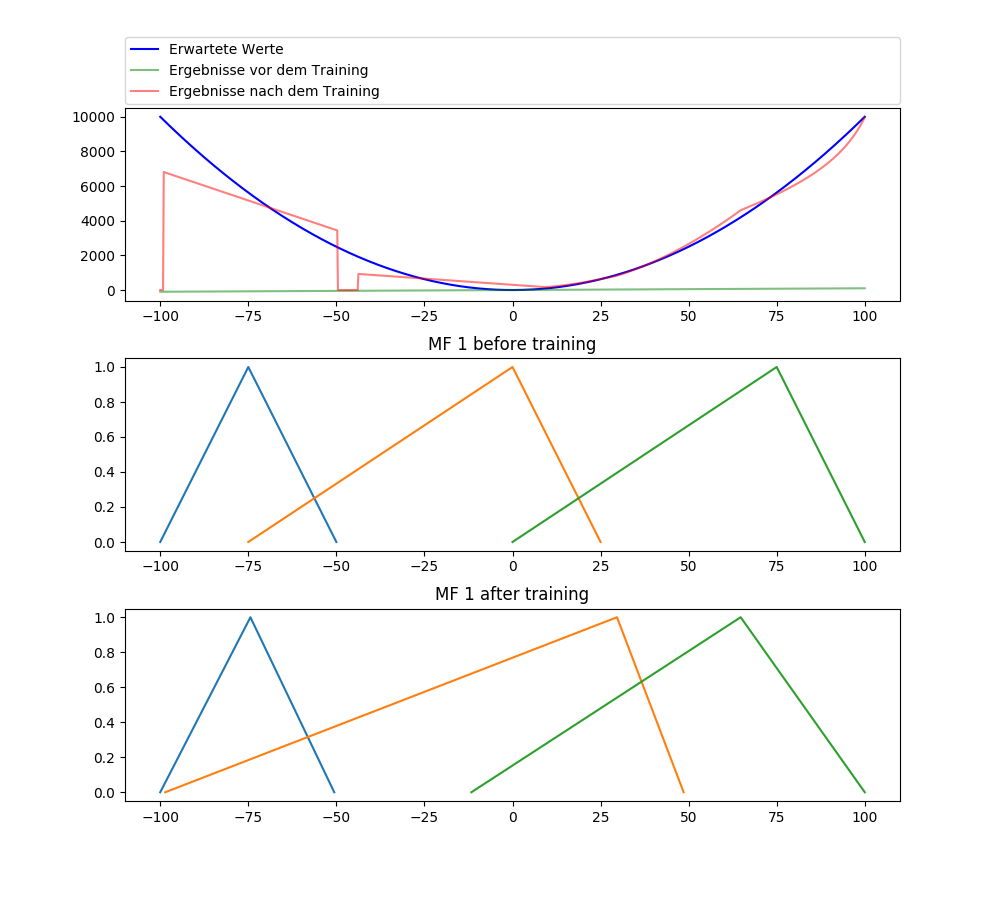 Erwartete Werte
Ergebnisse vor dem Training
Ergebnisse nach dem Training
10000
8000
6000
4000
2000
0
−100 −75 −50 −25 0 25 50 75 100
MF 1 before training
1.0
0.8
0.6
0.4
0.2
0.0
−100 −75 −50 −25 0 25 50 75 100
MF 1 after training
1.0
0.8
0.6
0.4
0.2
0.0
−100 −75 −50 −25 0 25 50 75 100